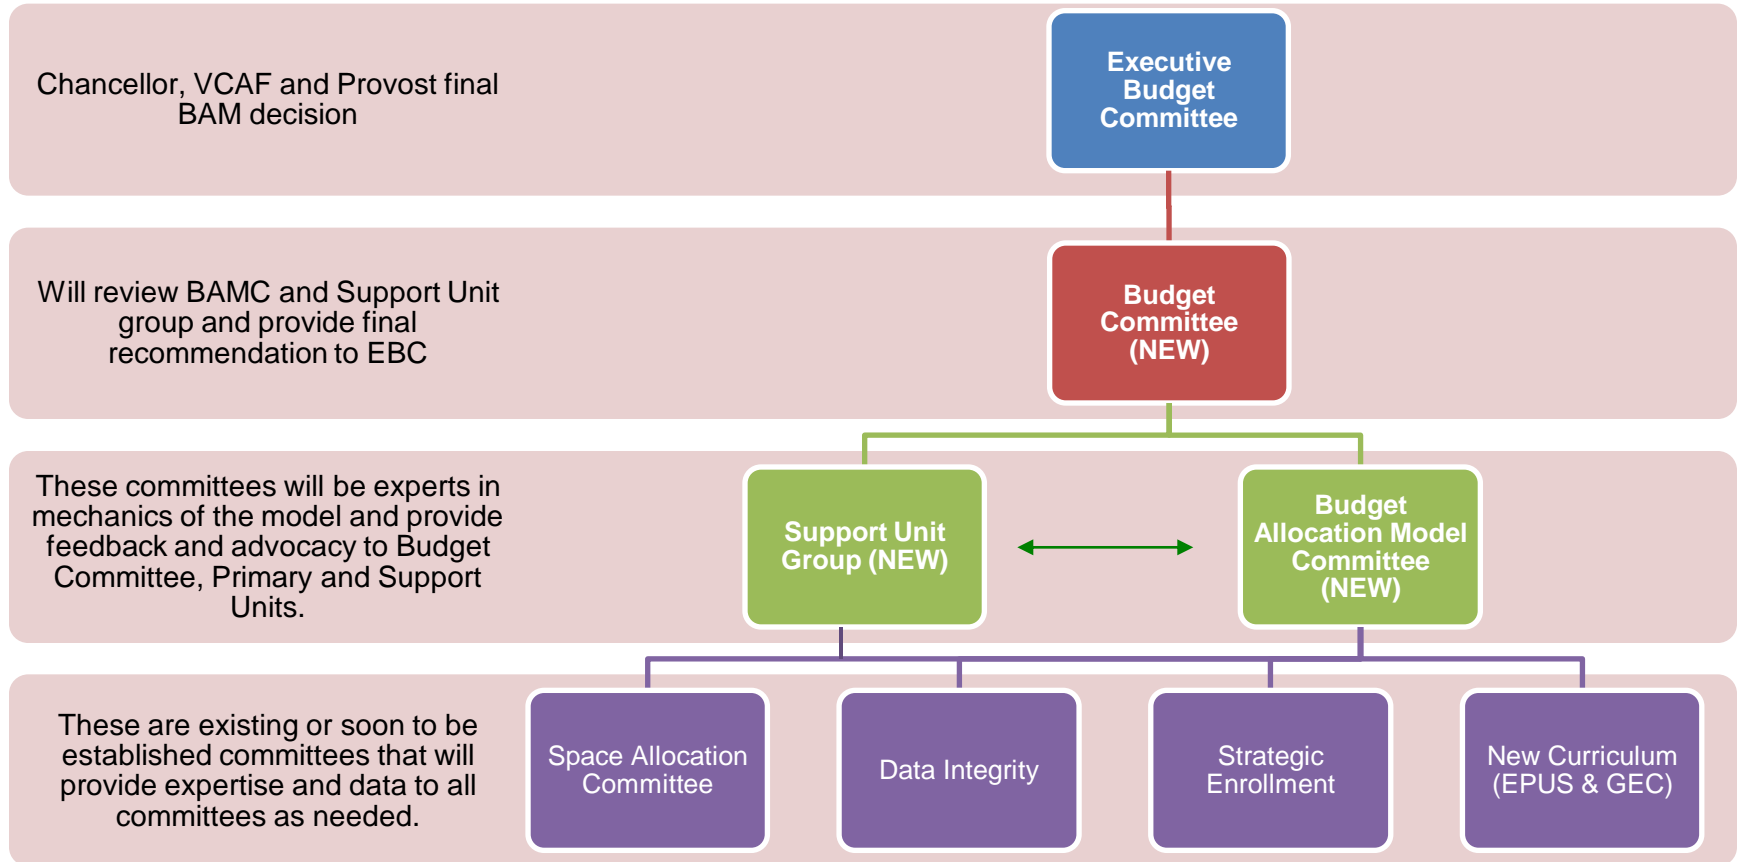 Chancellor, VCAF and Provost final
BAM decision
Executive
Budget
Committee
Will review BAMC and Support Unit
group and provide final
recommendation to EBC
Budget
Committee
(NEW)
These committees will be experts in
mechanics of the model and provide
feedback and advocacy to Budget
Committee, Primary and Support
Units.
Support Unit
Group (NEW)
Budget
Allocation Model
Committee
(NEW)
These are existing or soon to be
established committees that will
provide expertise and data to all
committees as needed.
Space Allocation
Committee
Data Integrity
Strategic
Enrollment
New Curriculum
(EPUS & GEC)